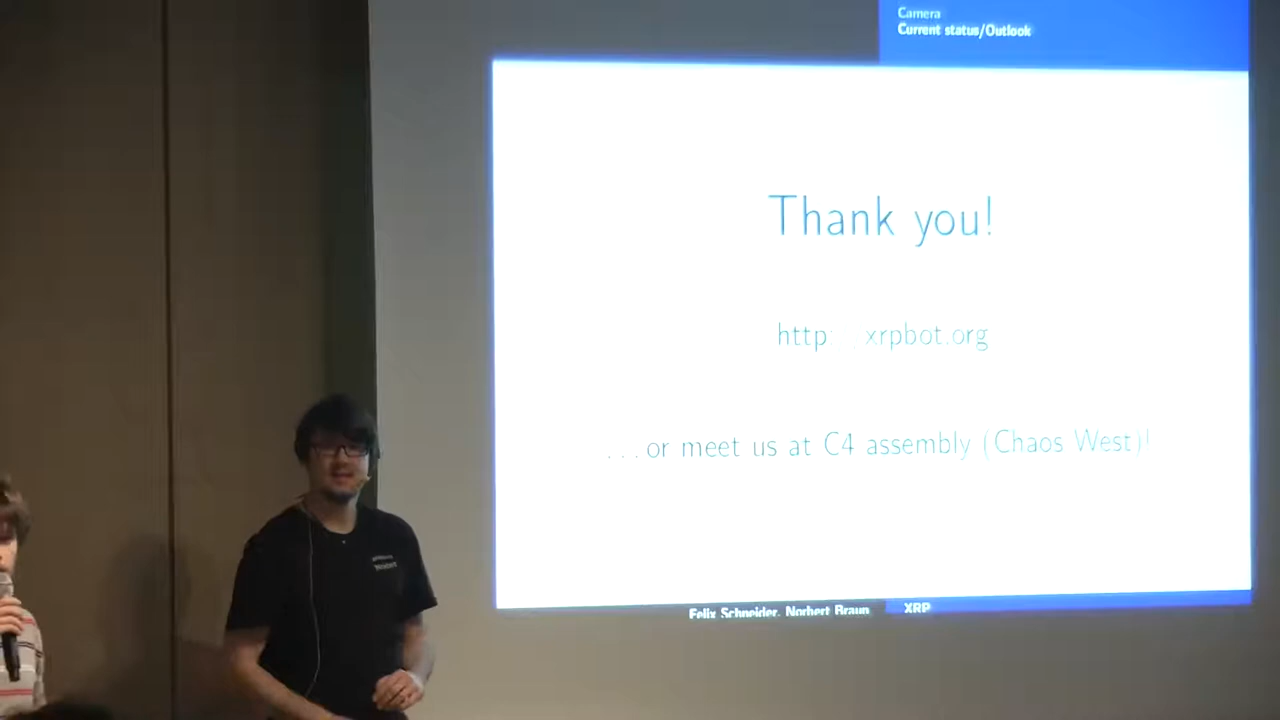 Camera
Current status/Outlook
Thank you!
http xrpbot.org
...or meet us at C4 assembly (Chaos West)!
Felix Schneider, Norbert Braun
XRP